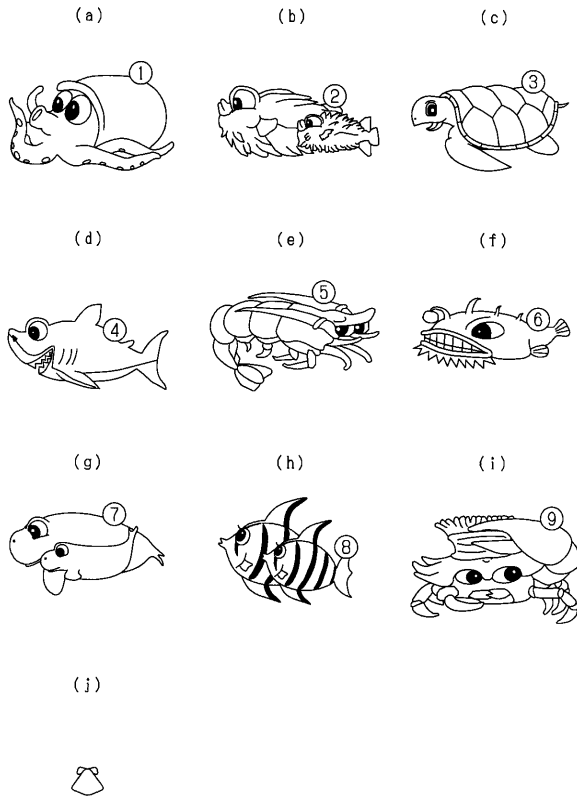 (a) (b) (c)
①
②
③
(d) (e) (f)
④
⑤
⑥
(g) (h) (i)
⑦
⑧
⑨
(j)